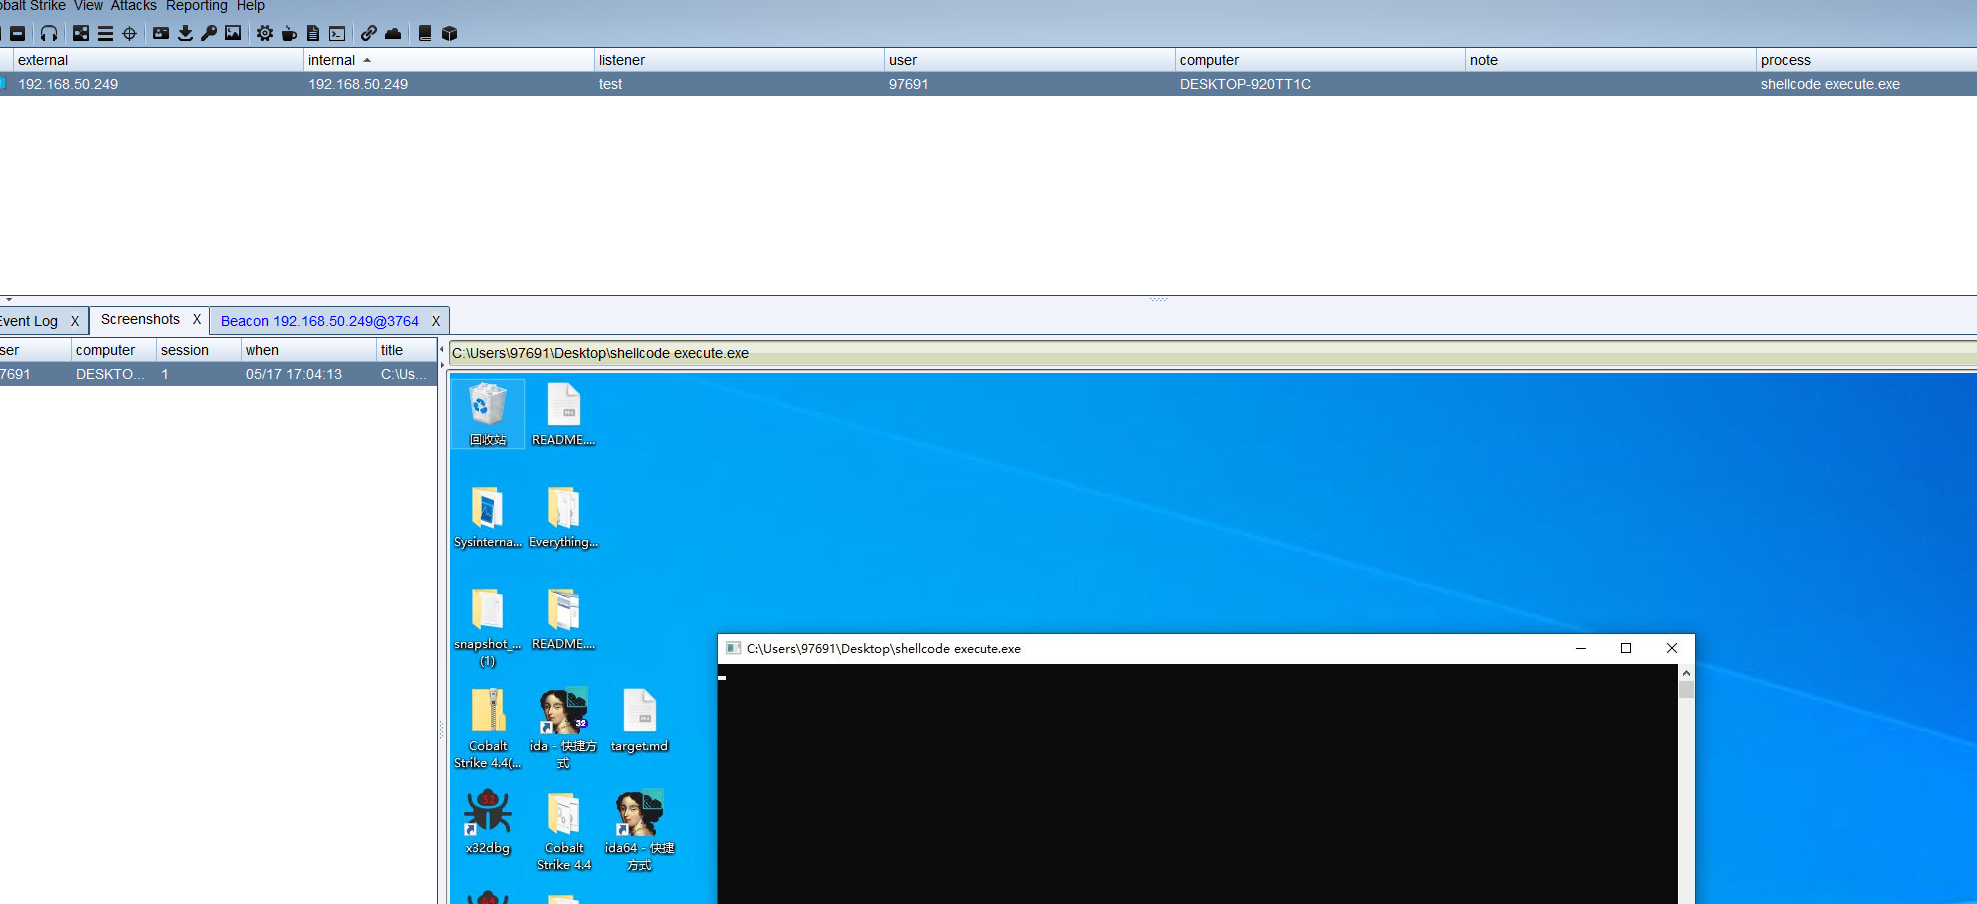 obalt Strike View Attacks Reporting Help
external internal listener user computer note process
192.168.50.249 192.168.50.249 test 97691 DESKTOP-920TT1C shellcode execute.exe
Event Log X Screenshots X Beacon 192.168.50.249@3764 X
ser computer session when title
7691 DESKTO... 1 05/17 17:04:13 C:\Us...
C:\Users\97691\Desktop\shellcode execute.exe
回收站 README....
Sysinterna... Everything...
snapshot_... README....
(1)
C:\Users\97691\Desktop\shellcode execute.exe
32
Cobalt ida - 快捷方 target.md
Strike 4.4(... 式
32
x32dbg Cobalt ida64 - 快捷
Strike 4.4 方式
64